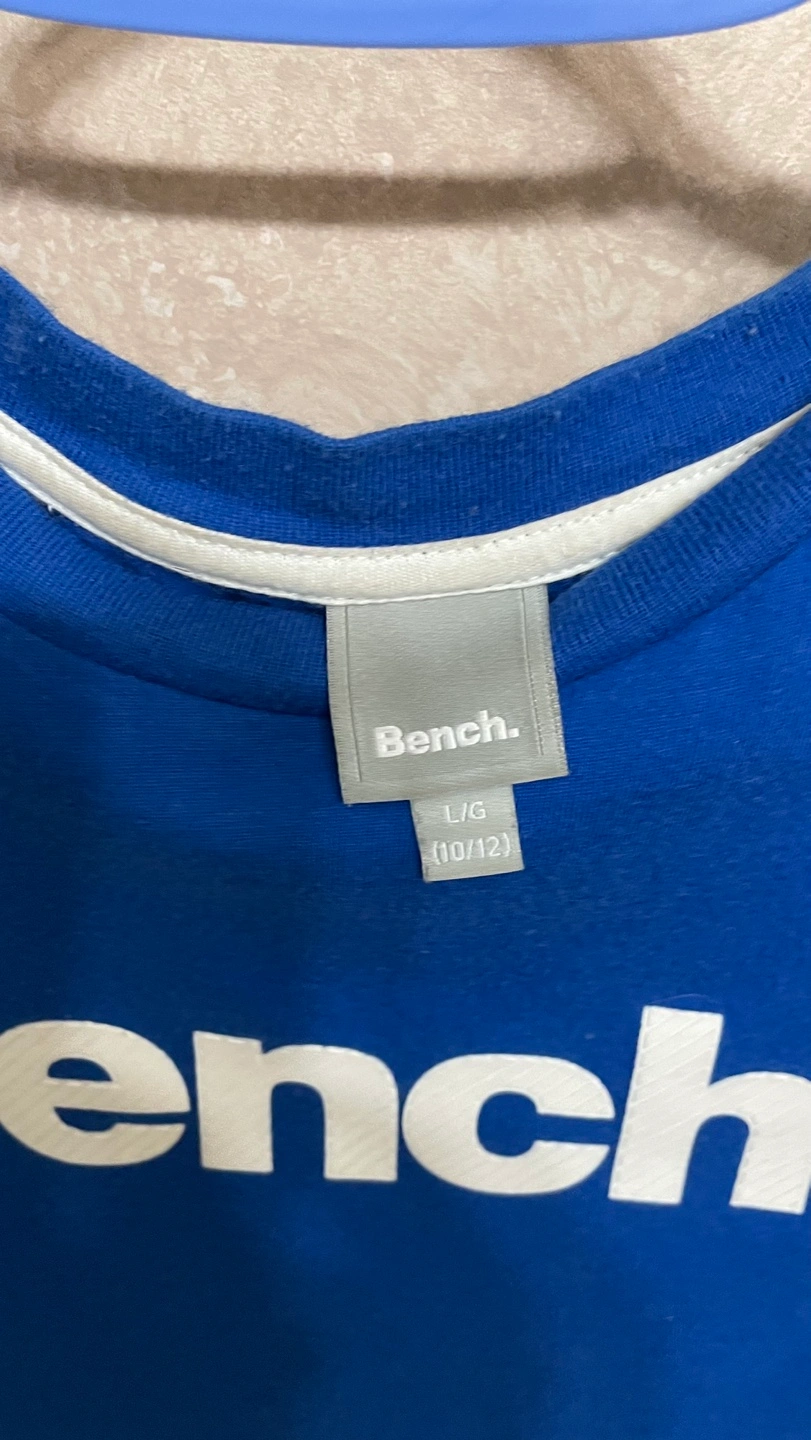 Bench.
L/G
(10/12)
ench